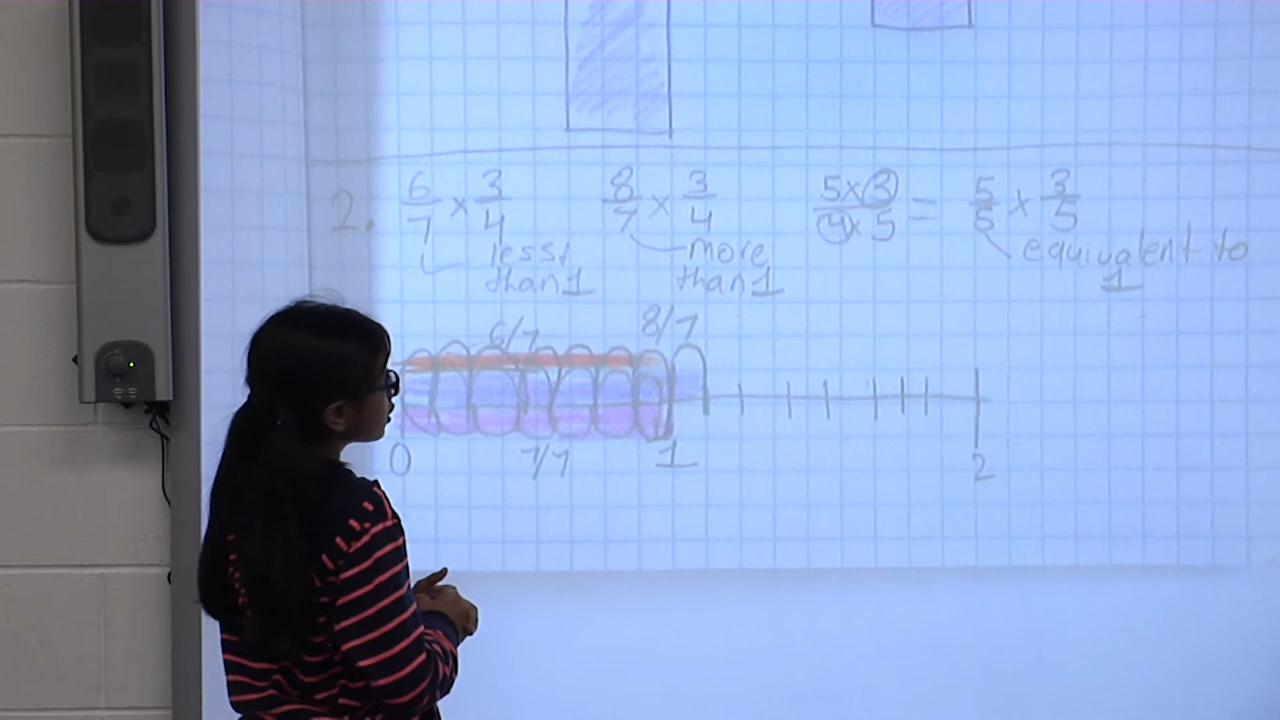 2. 6/7 × 3/4 8/7 × 3/4 5×3/9×5 = 5/5 × 3/5
less than 1
more than 1
equivalent to 1
6/7 8/7
0 7/7 1 2